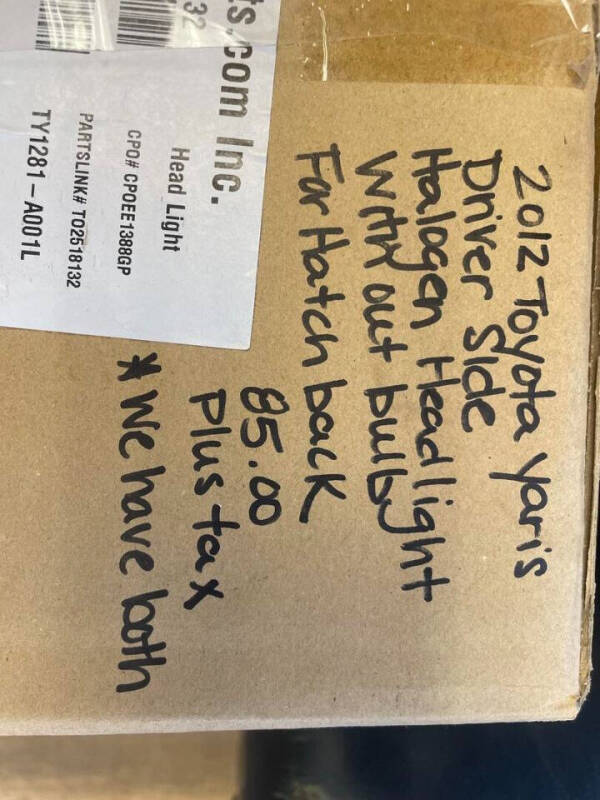 2012 Toyota Yaris
Driver Side
Halogen Headlight
With out bulb
For Hatch back
85.00
Plus tax
* We have both
ts.com Inc.
32
Head Light
CPO# CPOEE1388GP
PARTSLINK# TO2518132
TY1281-A001L